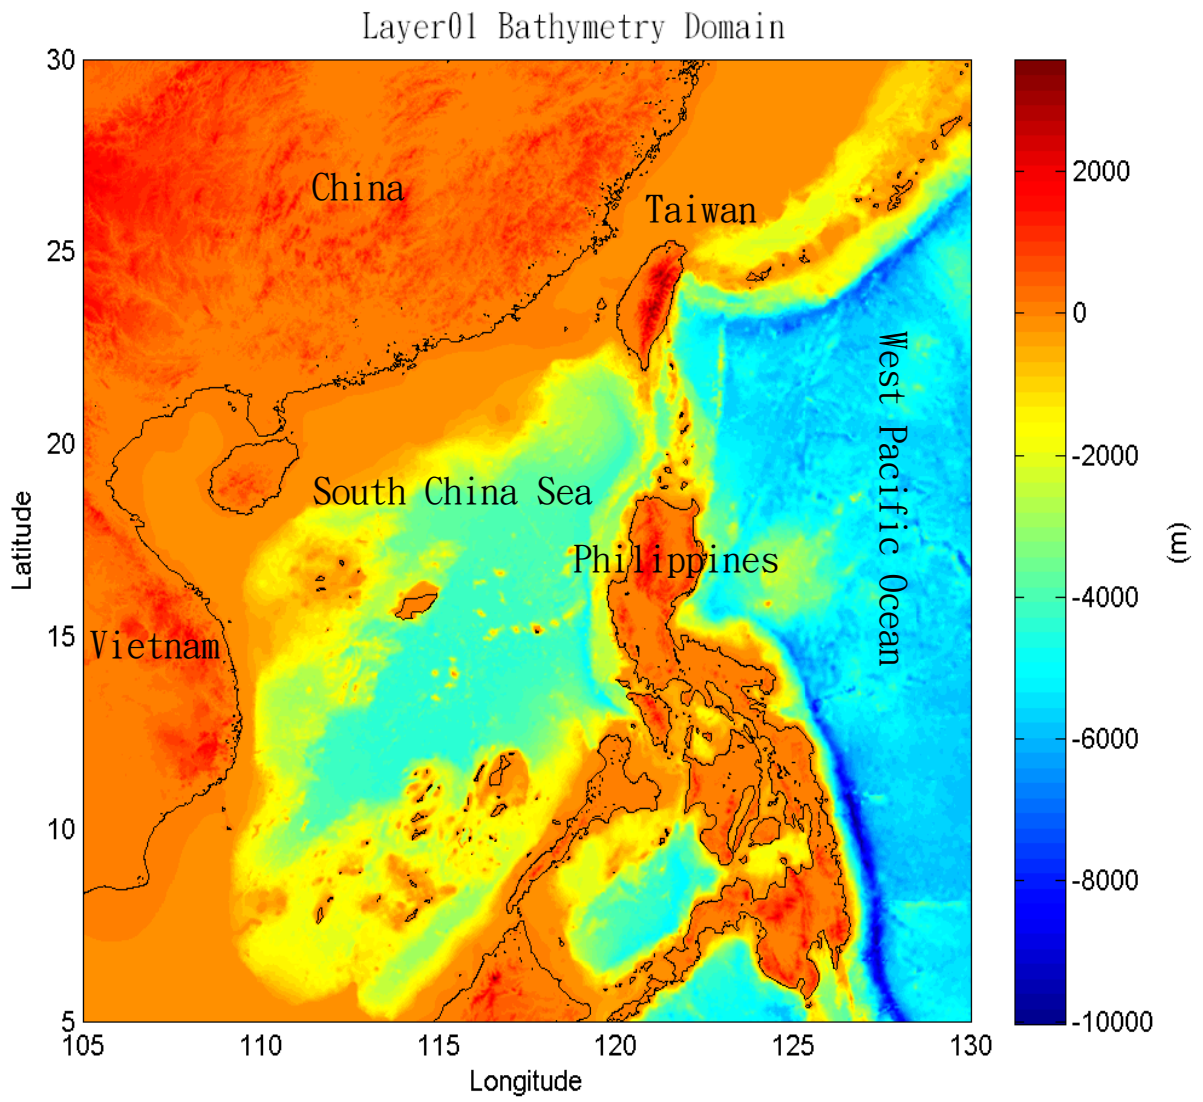 Layer01 Bathymetry Domain
30
25
20
15
10
5
Latitude
105
110
115
120
125
130
Longitude
China
Taiwan
South China Sea
Philippines
Vietnam
West Pacific Ocean
2000
0
-2000
-4000
-6000
-8000
-10000
(m)